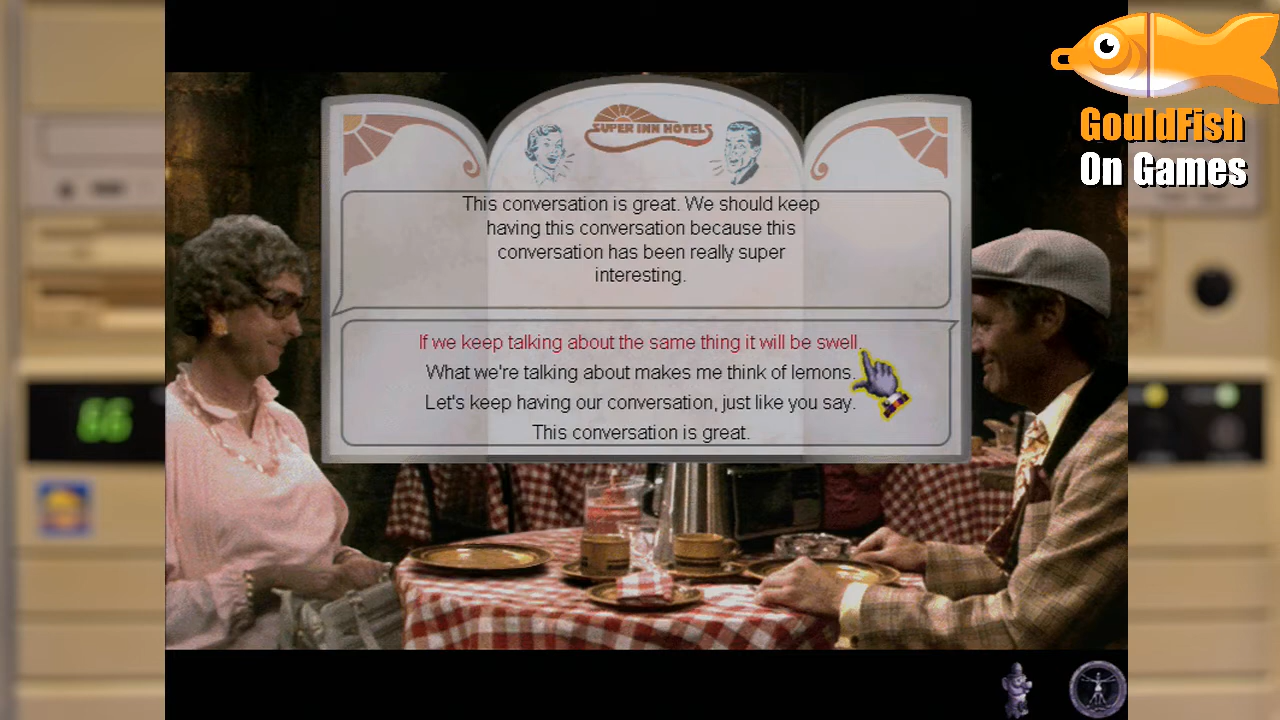 GouldFish
On Games
SUPER INN HOTELS
This conversation is great. We should keep
having this conversation because this
conversation has been really super
interesting.
If we keep talking about the same thing it will be swell.
What we're talking about makes me think of lemons.
Let's keep having our conversation, just like you say.
This conversation is great.
66